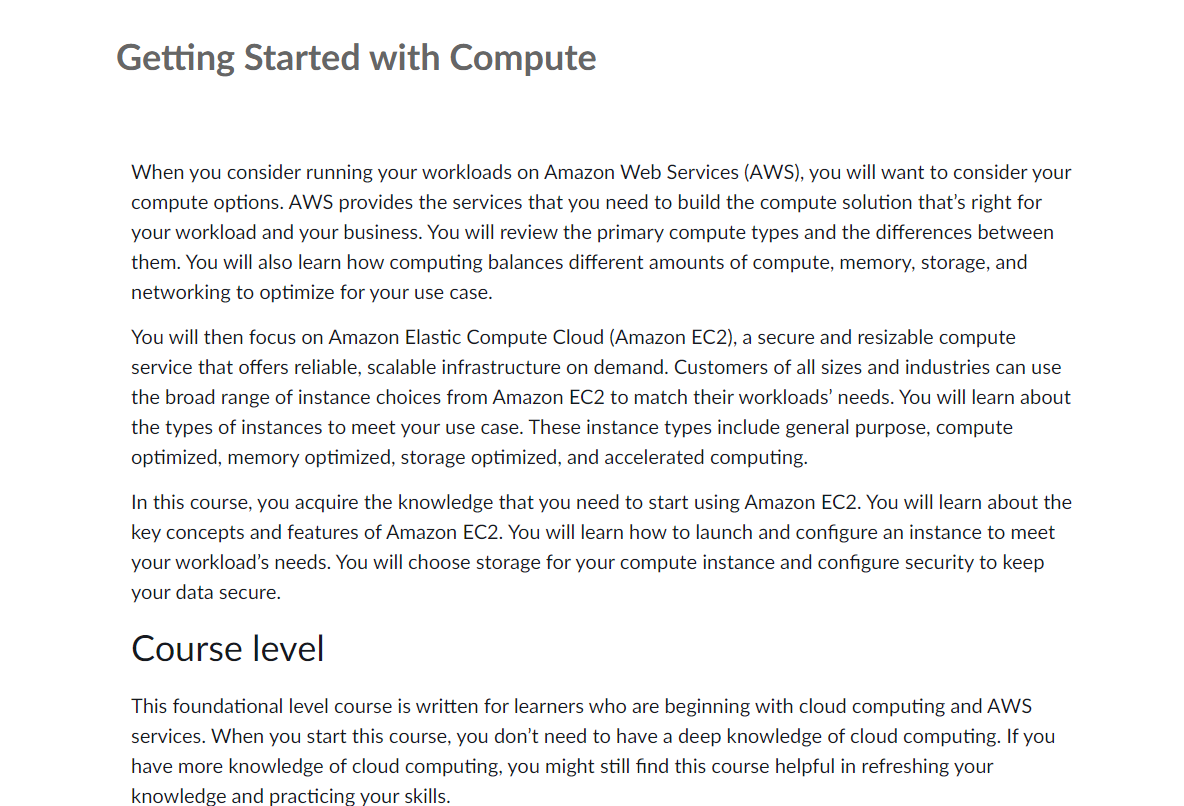 Getting Started with Compute
When you consider running your workloads on Amazon Web Services (AWS), you will want to consider your
compute options. AWS provides the services that you need to build the compute solution that’s right for
your workload and your business. You will review the primary compute types and the differences between
them. You will also learn how computing balances different amounts of compute, memory, storage, and
networking to optimize for your use case.
You will then focus on Amazon Elastic Compute Cloud (Amazon EC2), a secure and resizable compute
service that offers reliable, scalable infrastructure on demand. Customers of all sizes and industries can use
the broad range of instance choices from Amazon EC2 to match their workloads’ needs. You will learn about
the types of instances to meet your use case. These instance types include general purpose, compute
optimized, memory optimized, storage optimized, and accelerated computing.
In this course, you acquire the knowledge that you need to start using Amazon EC2. You will learn about the
key concepts and features of Amazon EC2. You will learn how to launch and configure an instance to meet
your workload’s needs. You will choose storage for your compute instance and configure security to keep
your data secure.
Course level
This foundational level course is written for learners who are beginning with cloud computing and AWS
services. When you start this course, you don’t need to have a deep knowledge of cloud computing. If you
have more knowledge of cloud computing, you might still find this course helpful in refreshing your
knowledge and practicing your skills.